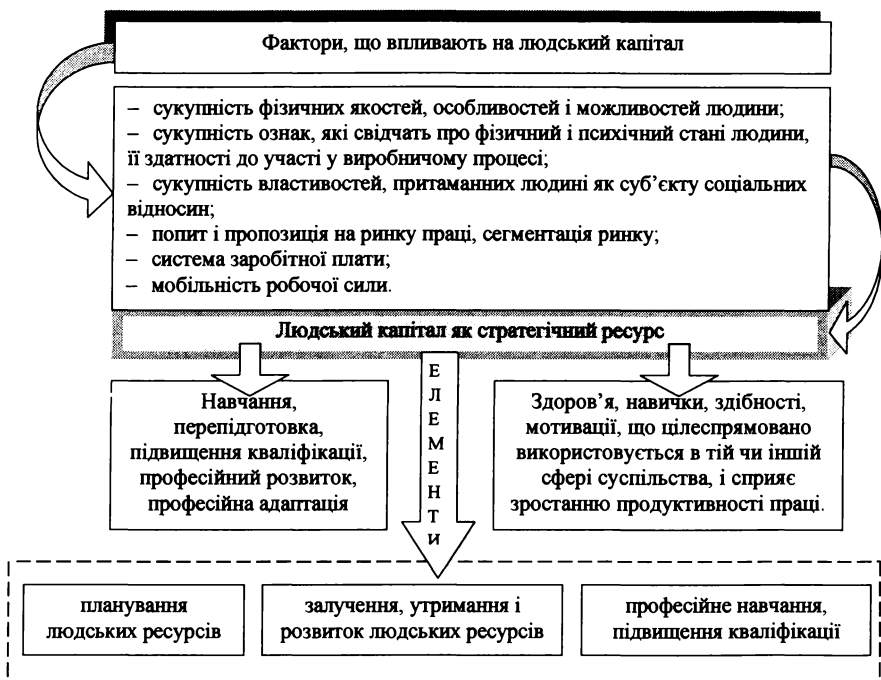 Фактори, що впливають на людський капітал
– сукупність фізичних якостей, особливостей і можливостей людини;
– сукупність ознак, які свідчать про фізичний і психічний стані людини,
її здатності до участі у виробничому процесі;
– сукупність властивостей, притаманних людині як суб’єкту соціальних
відносин;
– попит і пропозиція на ринку праці, сегментація ринку;
– система заробітної плати;
– мобільність робочої сили.
Людський капітал як стратегічний ресурс
Навчання,
перепідготовка,
підвищення кваліфікації,
професійний розвиток,
професійна адаптація
Е
Л
Е
М
Е
Н
Т
И
Здоров’я, навички, здібності,
мотивації, що цілеспрямовано
використовується в тій чи іншій
сфері суспільства, і сприяє
зростанню продуктивності праці.
планування
людських ресурсів
залучення, утримання і
розвиток людських ресурсів
професійне навчання,
підвищення кваліфікації